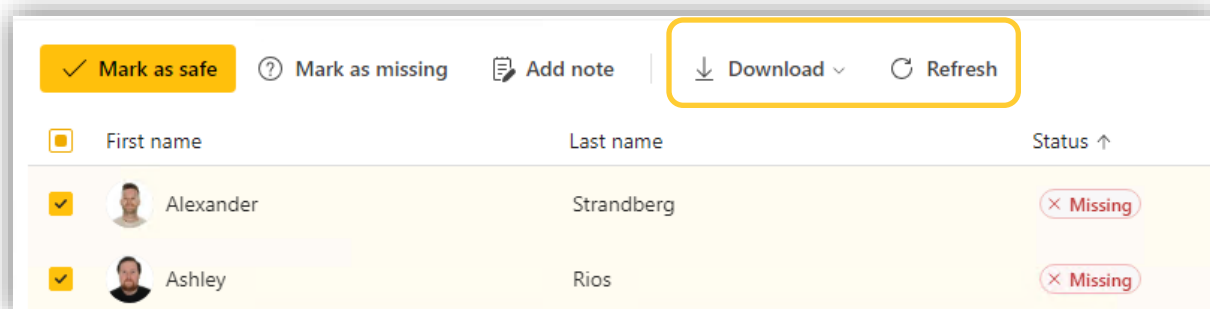 Mark as safe Mark as missing Add note Download Refresh
First name Last name Status ↑
Alexander Strandberg Missing
Ashley Rios Missing